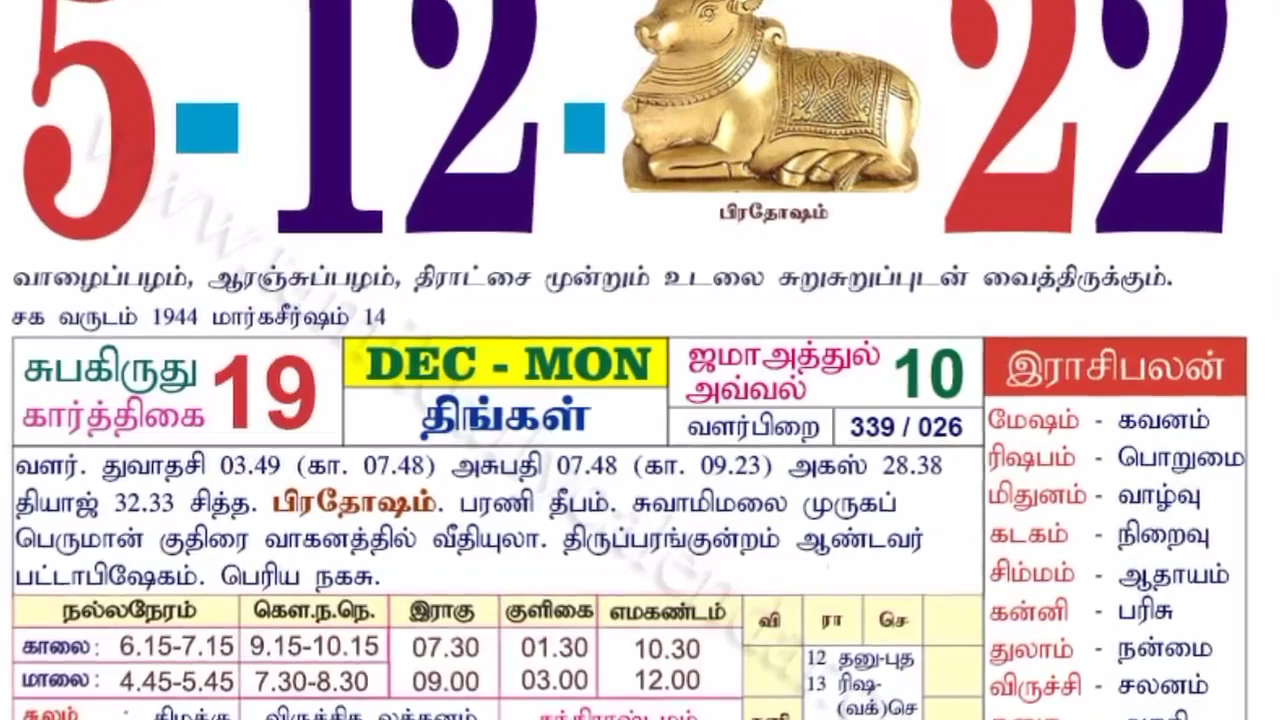 5-12-22
பிரதோஷம்
வாழைப்பழம், ஆரஞ்சுப்பழம், திராட்சை மூன்றும் உடலை சுறுசுறுப்புடன் வைத்திருக்கும்.
சக வருடம் 1944 மார்கசீர்ஷம் 14
சுபகிருது
கார்த்திகை
19
DEC - MON
திங்கள்
ஜமாஅத்துல்
அவ்வல்
10
வளர்பிறை 339 / 026
வளர். துவாதசி 03.49 (கா. 07.48) அசுபதி 07.48 (கா. 09.23) அகஸ் 28.38
தியாஜ் 32.33 சித்த. பிரதோஷம். பரணி தீபம். சுவாமிமலை முருகப்
பெருமான் குதிரை வாகனத்தில் வீதியுலா. திருப்பரங்குன்றம் ஆண்டவர்
பட்டாபிஷேகம். பெரிய நகசு.
நல்லநேரம் கௌ.ந.நெ. இராகு குளிகை எமகண்டம்
காலை: 6.15-7.15 9.15-10.15 07.30 01.30 10.30
மாலை: 4.45-5.45 7.30-8.30 09.00 03.00 12.00
வி ரா செ
12 தனு-புத
13 ரிஷ-
(வக்)செ
இராசிபலன்
மேஷம் - கவனம்
ரிஷபம் - பொறுமை
மிதுனம் - வாழ்வு
கடகம் - நிறைவு
சிம்மம் - ஆதாயம்
கன்னி - பரிசு
துலாம் - நன்மை
விருச்சி - சலனம்